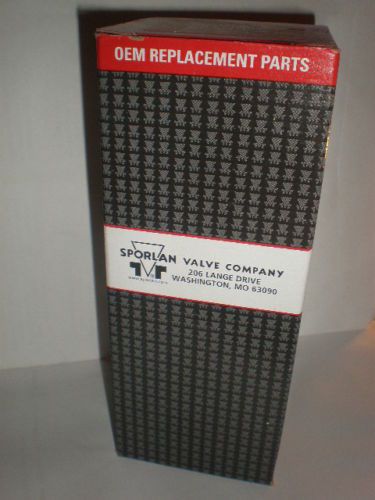 OEM REPLACEMENT PARTS
SPORLAN VALVE COMPANY
206 LANGE DRIVE
WASHINGTON, MO 63090